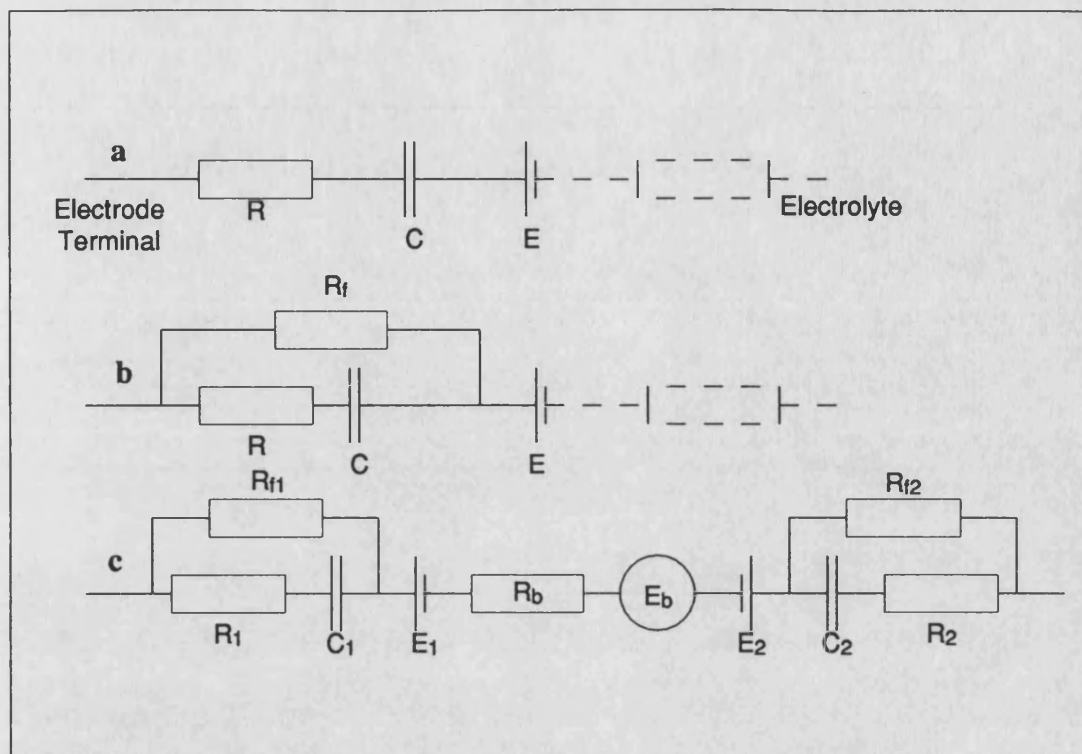 a
Electrode
Terminal
R
C
E
Electrolyte
Rf
b
R
C
E
Rf1
Rf2
c
Rb
Eb
R1
C1
E1
E2
C2
R2